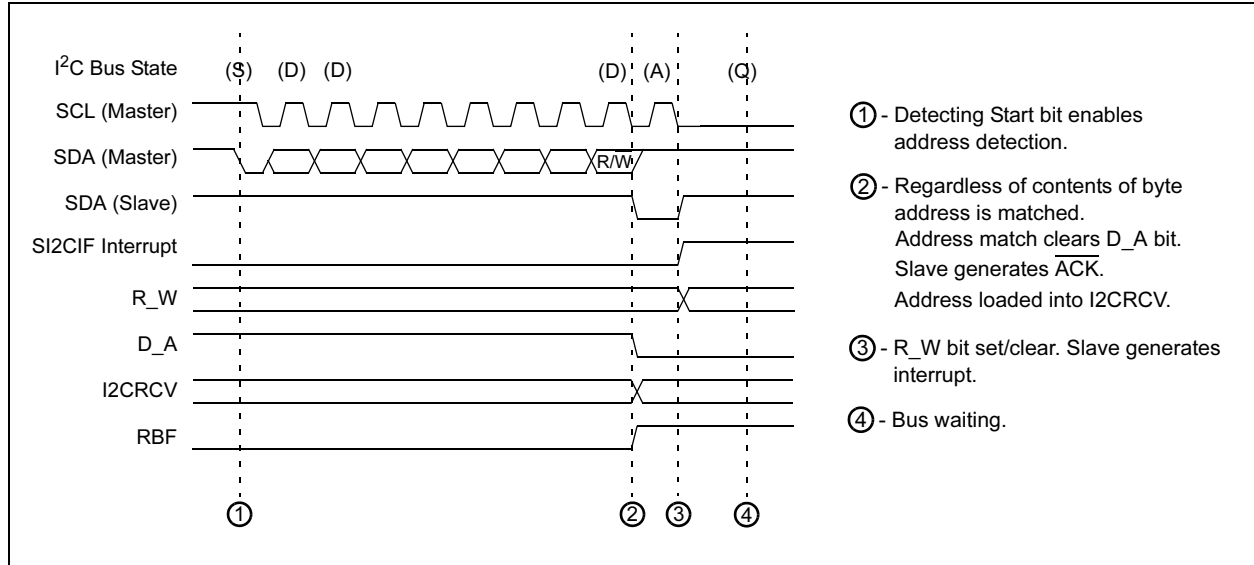 I²C Bus State (S) (D) (D) (D) (A) (Q)
SCL (Master)
SDA (Master) R/W̅
SDA (Slave)
SI2CIF Interrupt
R_W
D_A
I2CRCV
RBF
① ② ③ ④
① - Detecting Start bit enables
address detection.
② - Regardless of contents of byte
address is matched.
Address match clears D_A bit.
Slave generates A̅C̅K̅.
Address loaded into I2CRCV.
③ - R_W bit set/clear. Slave generates
interrupt.
④ - Bus waiting.